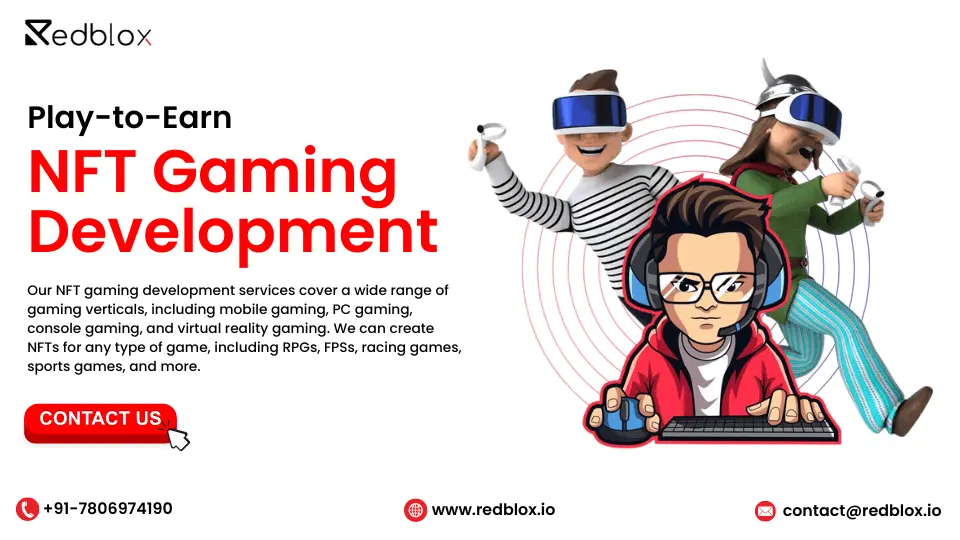 Redblox
Play-to-Earn
NFT Gaming
Development
Our NFT gaming development services cover a wide range of
gaming verticals, including mobile gaming, PC gaming,
console gaming, and virtual reality gaming. We can create
NFTs for any type of game, including RPGs, FPSs, racing games,
sports games, and more.
CONTACT US
+91-7806974190
www.redblox.io
contact@redblox.io